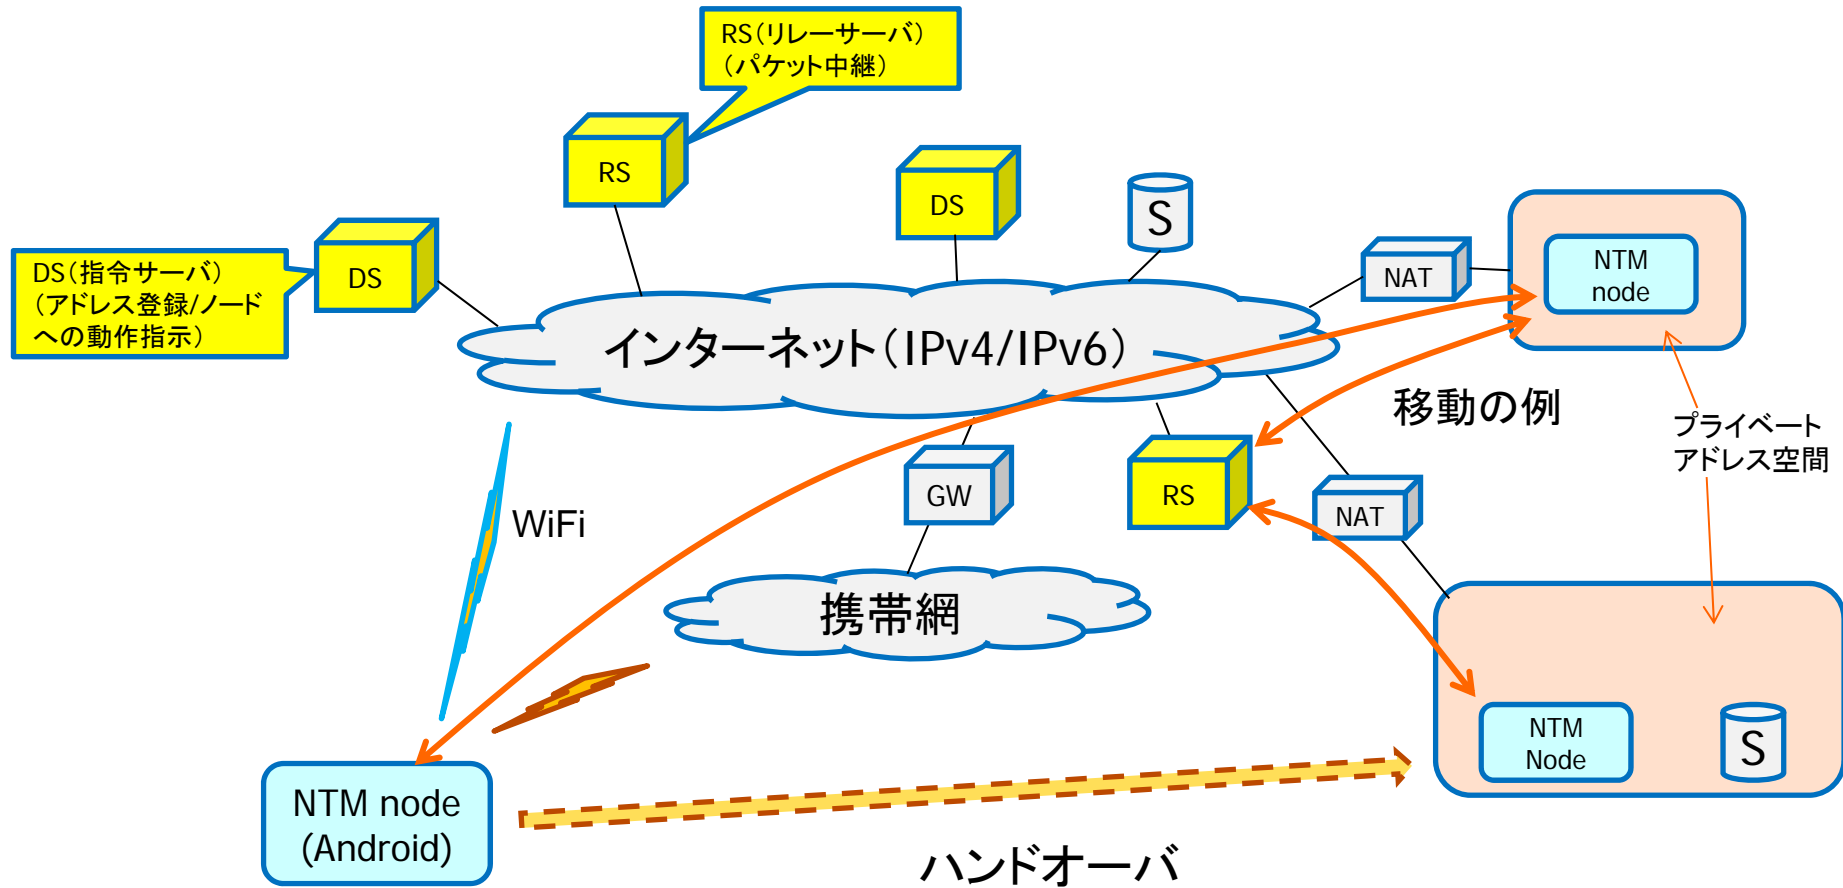 RS（リレーサーバ）
（パケット中継）
RS
DS
S
DS（指令サーバ）
（アドレス登録/ノード
への動作指示）
DS
NAT
NTM
node
インターネット（IPv4/IPv6）
移動の例
プライベート
アドレス空間
GW
RS
NAT
WiFi
携帯網
NTM
Node
S
NTM node
(Android)
ハンドオーバ